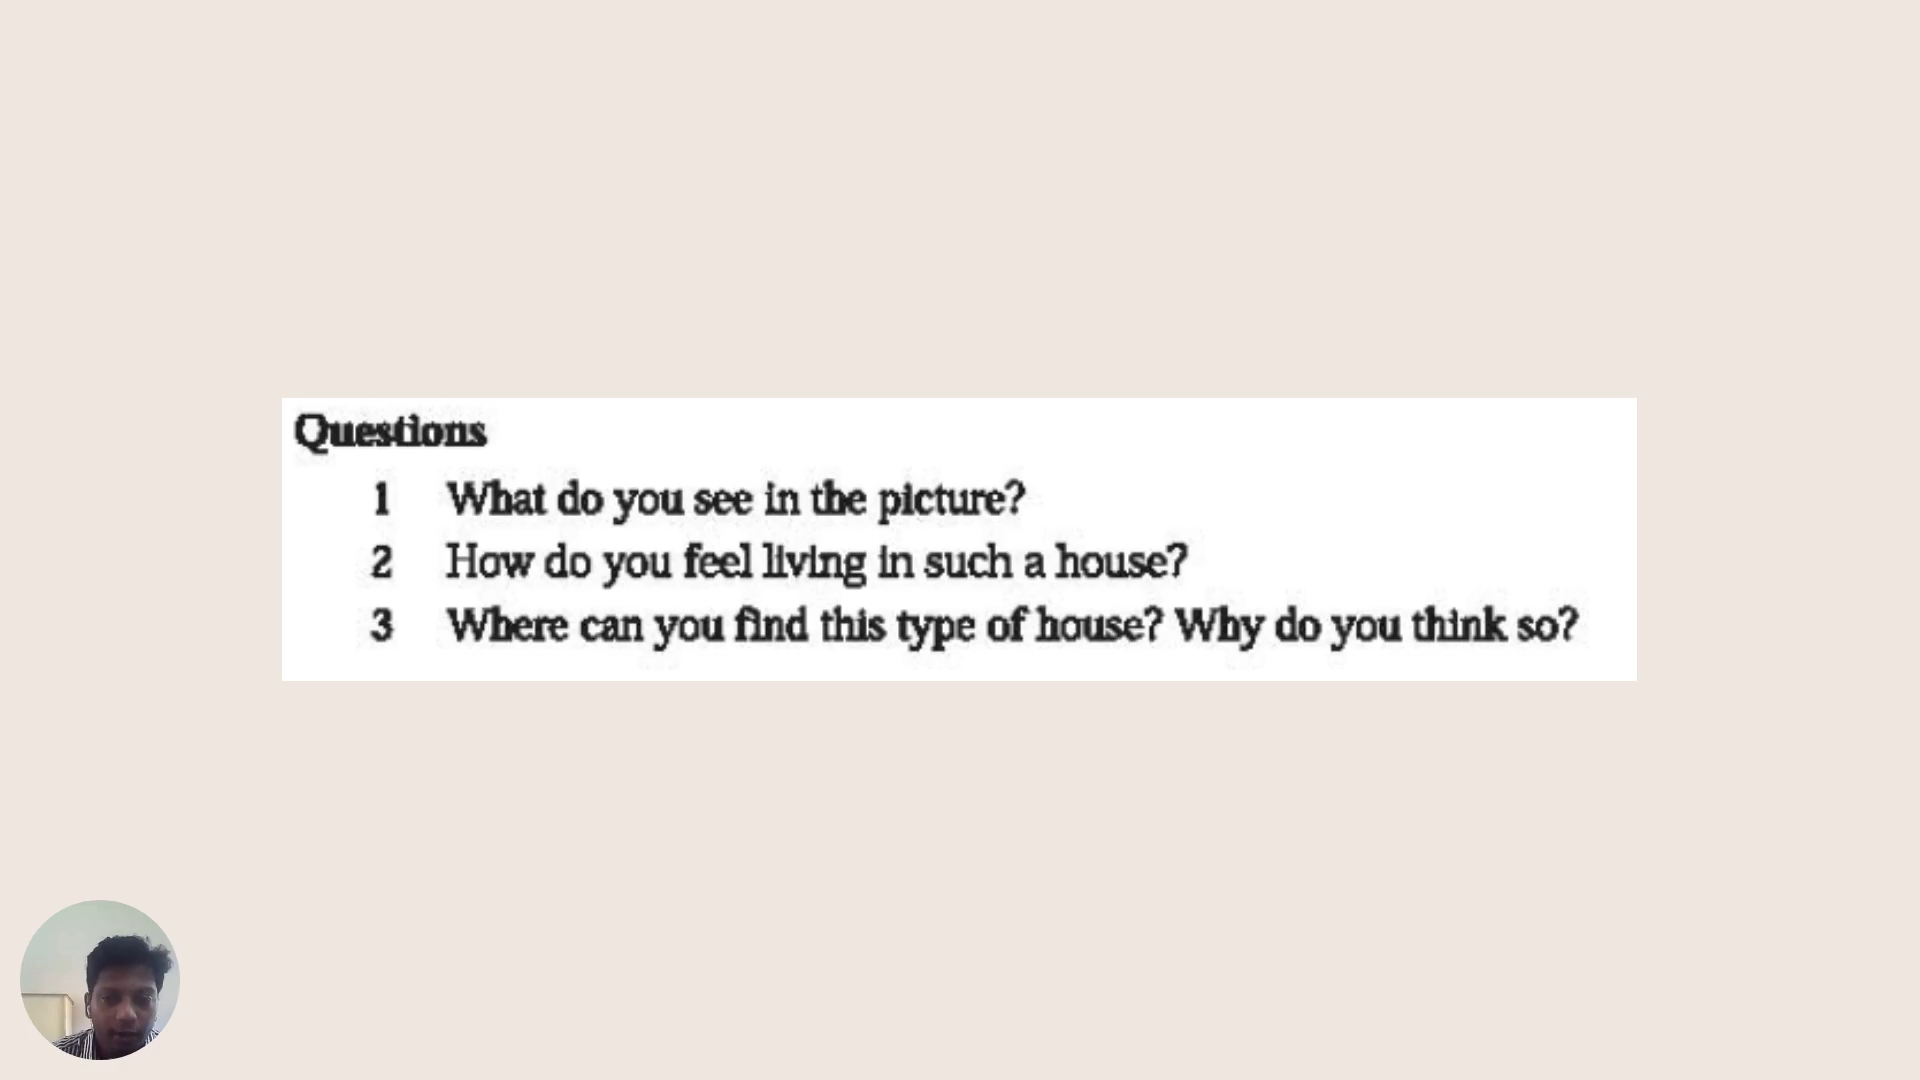 Questions
1 What do you see in the picture?
2 How do you feel living in such a house?
3 Where can you find this type of house? Why do you think so?